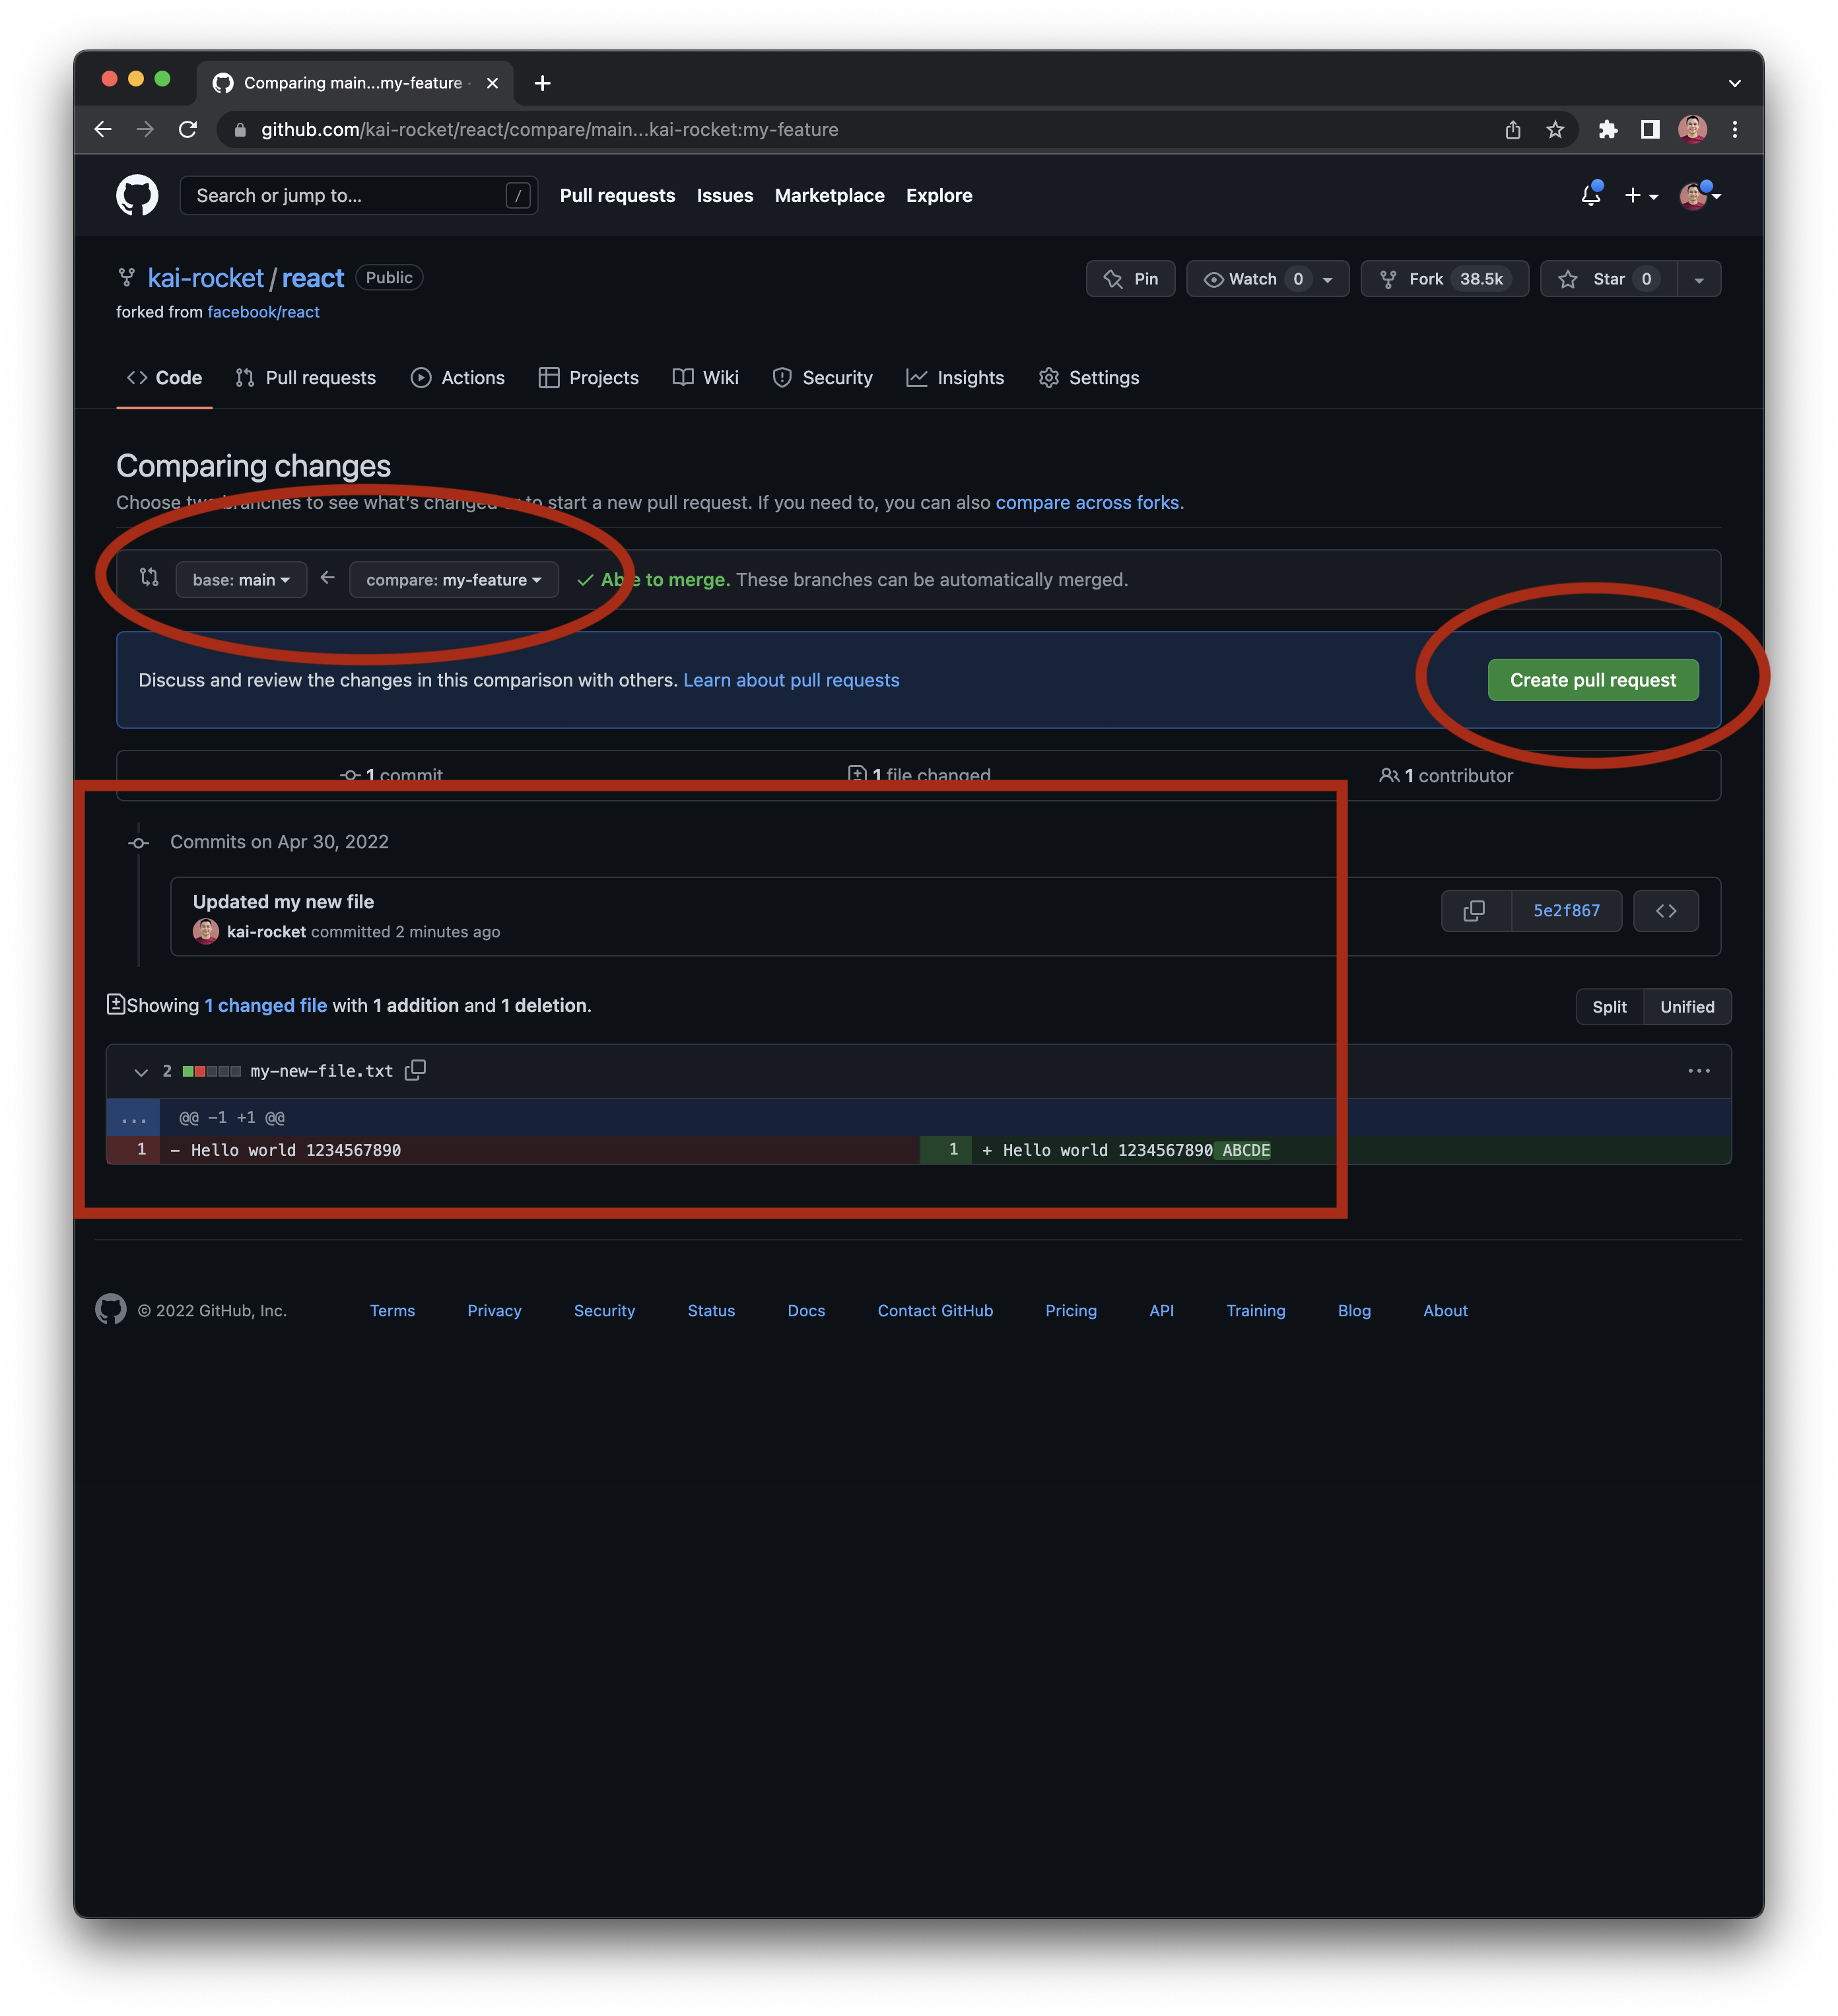 Comparing main...my-feature
github.com/kai-rocket/react/compare/main...kai-rocket:my-feature
Search or jump to... / Pull requests Issues Marketplace Explore
kai-rocket / react Public Pin Watch 0 Fork 38.5k Star 0
forked from facebook/react
Code Pull requests Actions Projects Wiki Security Insights Settings
Comparing changes
Choose two branches to see what's changed or to start a new pull request. If you need to, you can also compare across forks.
base: main compare: my-feature Able to merge. These branches can be automatically merged.
Discuss and review the changes in this comparison with others. Learn about pull requests Create pull request
1 commit 1 file changed 1 contributor
Commits on Apr 30, 2022
Updated my new file
kai-rocket committed 2 minutes ago 5e2f867 <>
Showing 1 changed file with 1 addition and 1 deletion. Split Unified
2 my-new-file.txt ...
... @@ -1 +1 @@
1 - Hello world 1234567890 1 + Hello world 1234567890 ABCDE
© 2022 GitHub, Inc. Terms Privacy Security Status Docs Contact GitHub Pricing API Training Blog About